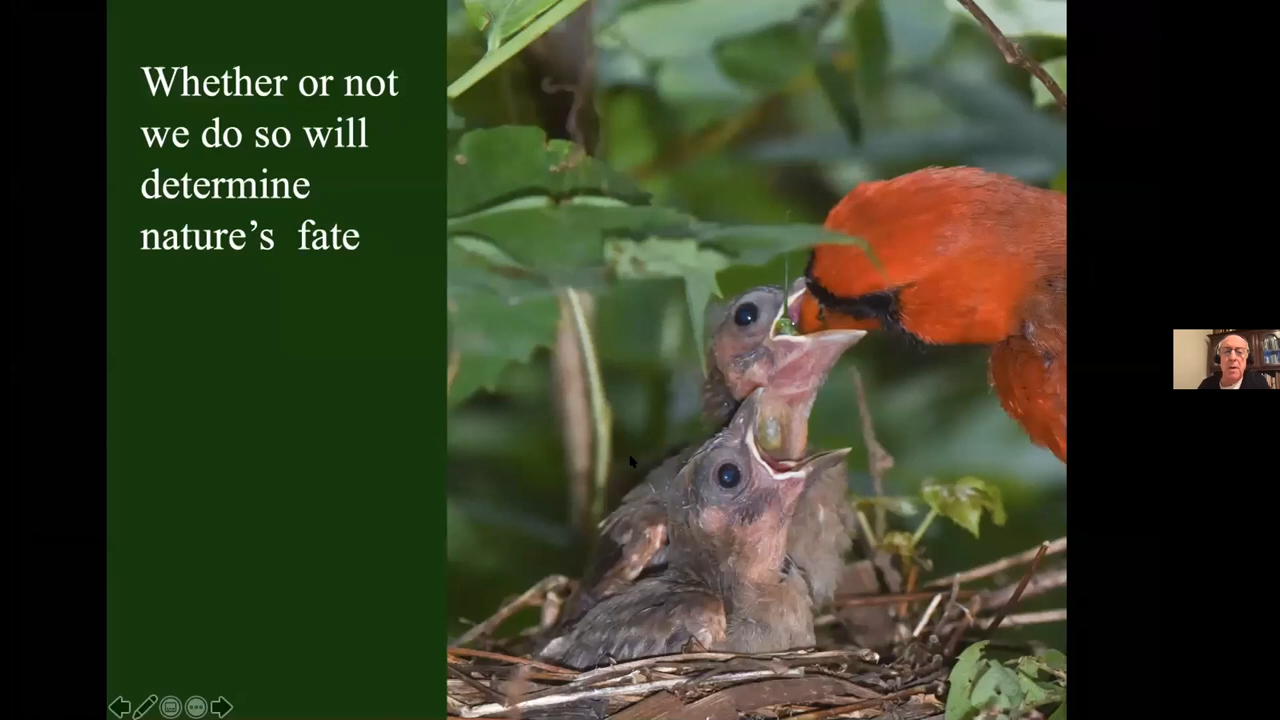 Whether or not
we do so will
determine
nature’s  fate